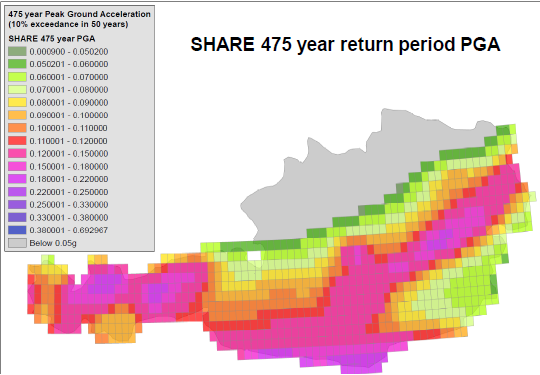 475 year Peak Ground Acceleration
(10% exceedance in 50 years)
SHARE 475 year PGA
0.000900 - 0.050200
0.050201 - 0.060000
0.060001 - 0.070000
0.070001 - 0.080000
0.080001 - 0.090000
0.090001 - 0.100000
0.100001 - 0.110000
0.110001 - 0.120000
0.120001 - 0.150000
0.150001 - 0.180000
0.180001 - 0.220000
0.220001 - 0.250000
0.250001 - 0.330000
0.330001 - 0.380000
0.380001 - 0.692967
Below 0.05g
SHARE 475 year return period PGA